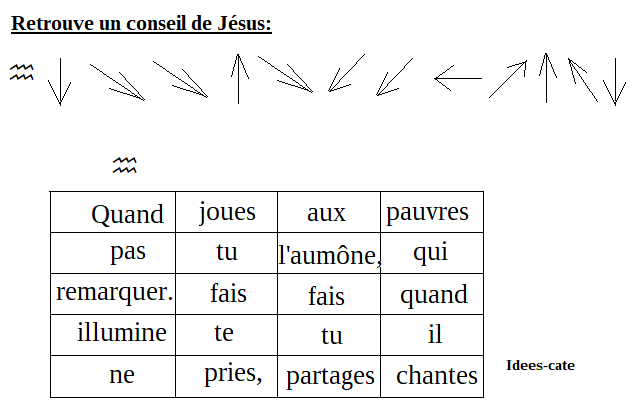 Retrouve un conseil de Jésus:
Quand joues aux pauvres
pas tu l'aumône, qui
remarquer. fais fais quand
illumine te tu il
ne pries, partages chantes
Idees-cate